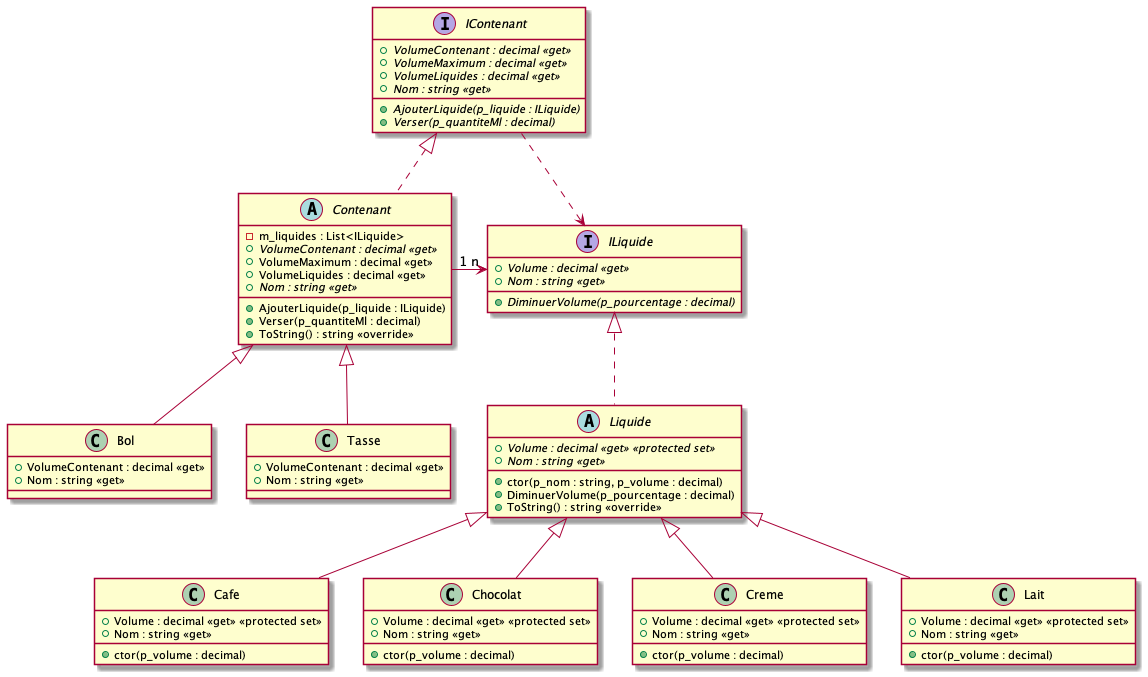 I IContenant
VolumeContenant : decimal «get»
VolumeMaximum : decimal «get»
VolumeLiquides : decimal «get»
Nom : string «get»
AjouterLiquide(p_liquide : ILiquide)
Verser(p_quantiteMl : decimal)
A Contenant
m_liquides : List<ILiquide>
VolumeContenant : decimal «get»
VolumeMaximum : decimal «get»
VolumeLiquides : decimal «get»
Nom : string «get»
AjouterLiquide(p_liquide : ILiquide)
Verser(p_quantiteMl : decimal)
ToString() : string «override»
1 n
I ILiquide
Volume : decimal «get»
Nom : string «get»
DiminuerVolume(p_pourcentage : decimal)
C Bol
VolumeContenant : decimal «get»
Nom : string «get»
C Tasse
VolumeContenant : decimal «get»
Nom : string «get»
A Liquide
Volume : decimal «get» «protected set»
Nom : string «get»
ctor(p_nom : string, p_volume : decimal)
DiminuerVolume(p_pourcentage : decimal)
ToString() : string «override»
C Cafe
Volume : decimal «get» «protected set»
Nom : string «get»
ctor(p_volume : decimal)
C Chocolat
Volume : decimal «get» «protected set»
Nom : string «get»
ctor(p_volume : decimal)
C Creme
Volume : decimal «get» «protected set»
Nom : string «get»
ctor(p_volume : decimal)
C Lait
Volume : decimal «get» «protected set»
Nom : string «get»
ctor(p_volume : decimal)